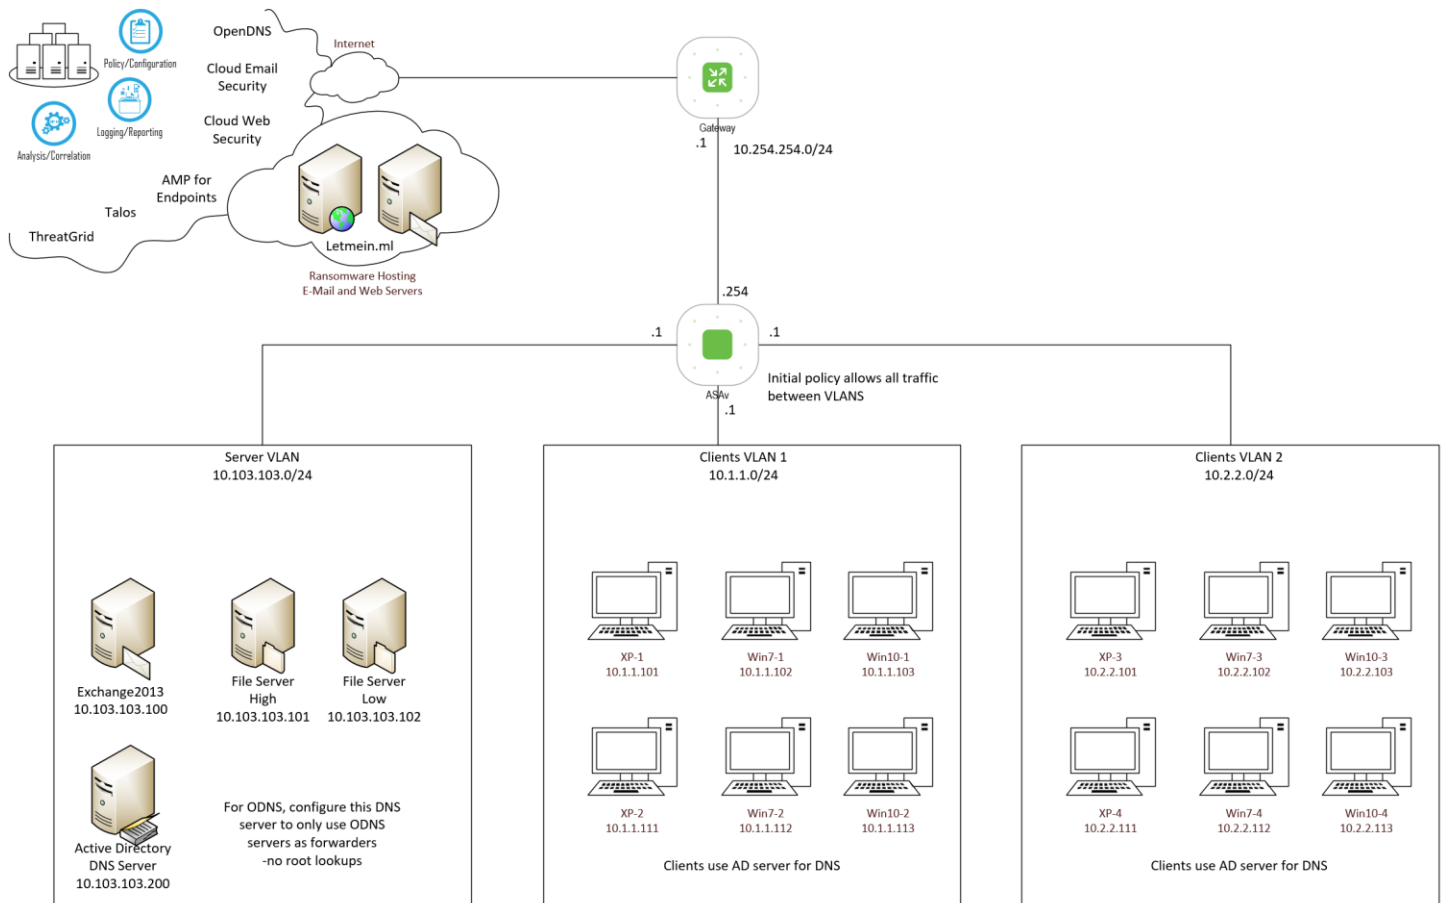 Policy/Configuration
Logging/Reporting
Analysis/Correlation
OpenDNS
Cloud Email
Security
Cloud Web
Security
AMP for
Endpoints
Talos
ThreatGrid
Internet
Letmein.ml
Ransomware Hosting
E-Mail and Web Servers
Gateway
.1
10.254.254.0/24
.254
.1
.1
ASAv
.1
Initial policy allows all traffic
between VLANS
Server VLAN
10.103.103.0/24
Exchange2013
10.103.103.100
File Server
High
10.103.103.101
File Server
Low
10.103.103.102
Active Directory
DNS Server
10.103.103.200
For ODNS, configure this DNS
server to only use ODNS
servers as forwarders
-no root lookups
Clients VLAN 1
10.1.1.0/24
XP-1
10.1.1.101
Win7-1
10.1.1.102
Win10-1
10.1.1.103
XP-2
10.1.1.111
Win7-2
10.1.1.112
Win10-2
10.1.1.113
Clients use AD server for DNS
Clients VLAN 2
10.2.2.0/24
XP-3
10.2.2.101
Win7-3
10.2.2.102
Win10-3
10.2.2.103
XP-4
10.2.2.111
Win7-4
10.2.2.112
Win10-4
10.2.2.113
Clients use AD server for DNS